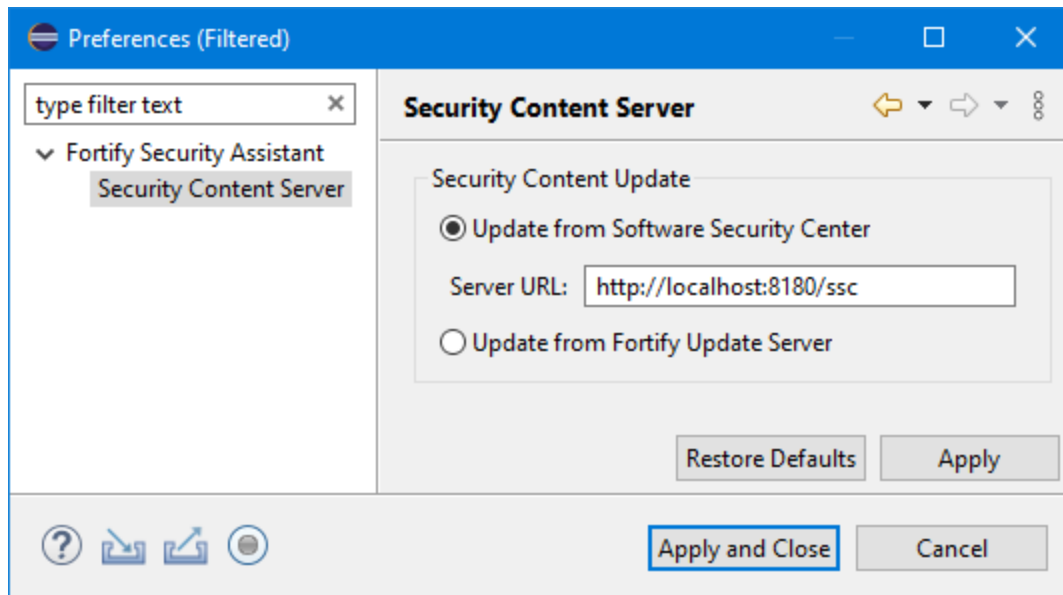 Preferences (Filtered)
type filter text
Fortify Security Assistant
Security Content Server
Security Content Server
Security Content Update
Update from Software Security Center
Server URL: http://localhost:8180/ssc
Update from Fortify Update Server
Restore Defaults Apply
Apply and Close Cancel